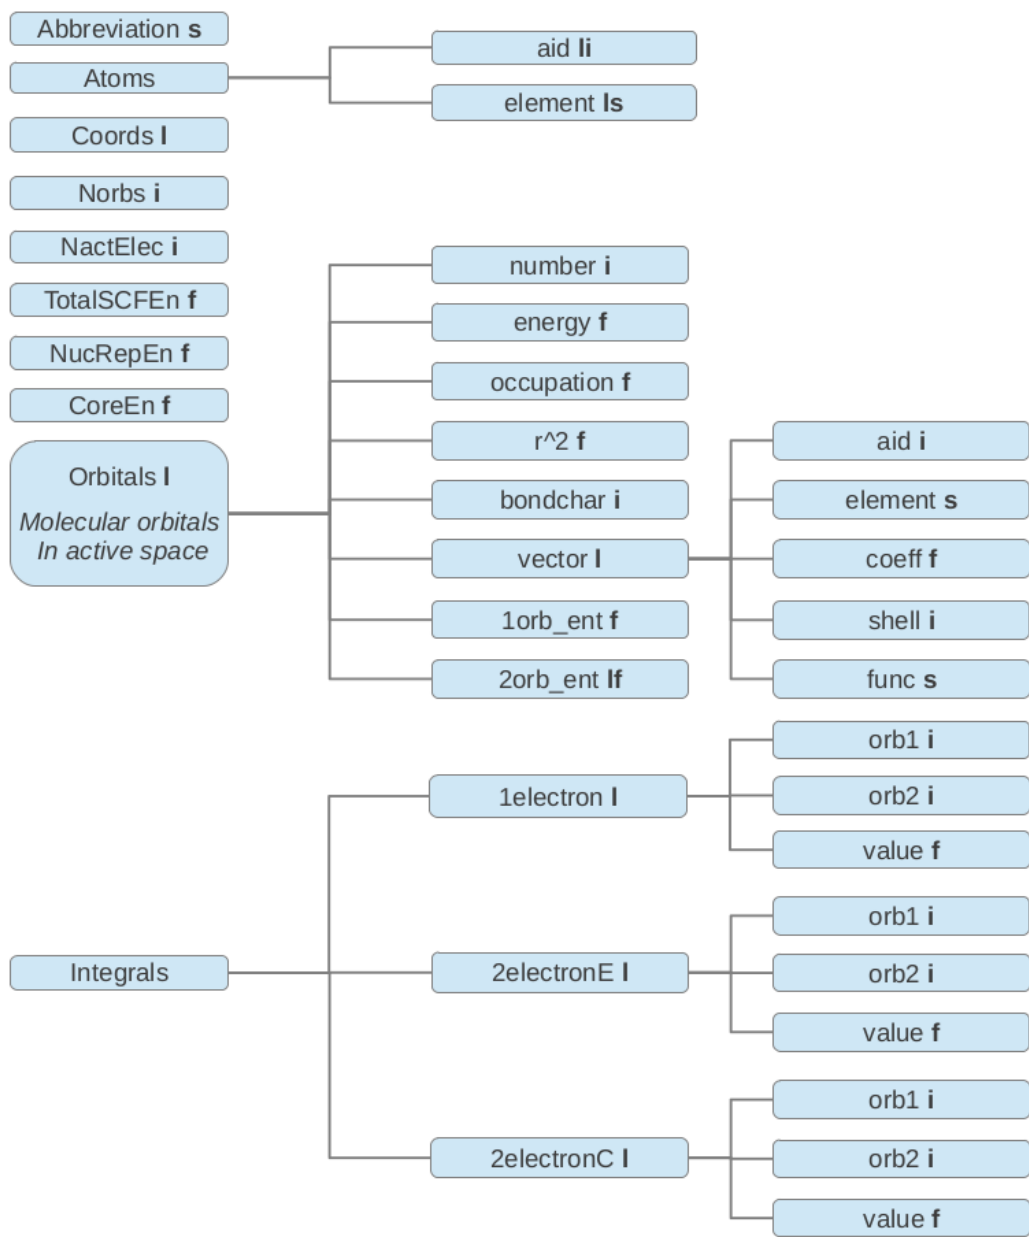 Abbreviation s
Atoms
aid li
element ls
Coords l
Norbs i
NactElec i
TotalSCFEn f
NucRepEn f
CoreEn f
Orbitals l
Molecular orbitals
In active space
number i
energy f
occupation f
r^2 f
bondchar i
vector l
1orb_ent f
2orb_ent lf
aid i
element s
coeff f
shell i
func s
Integrals
1electron l
orb1 i
orb2 i
value f
2electronE l
orb1 i
orb2 i
value f
2electronC l
orb1 i
orb2 i
value f